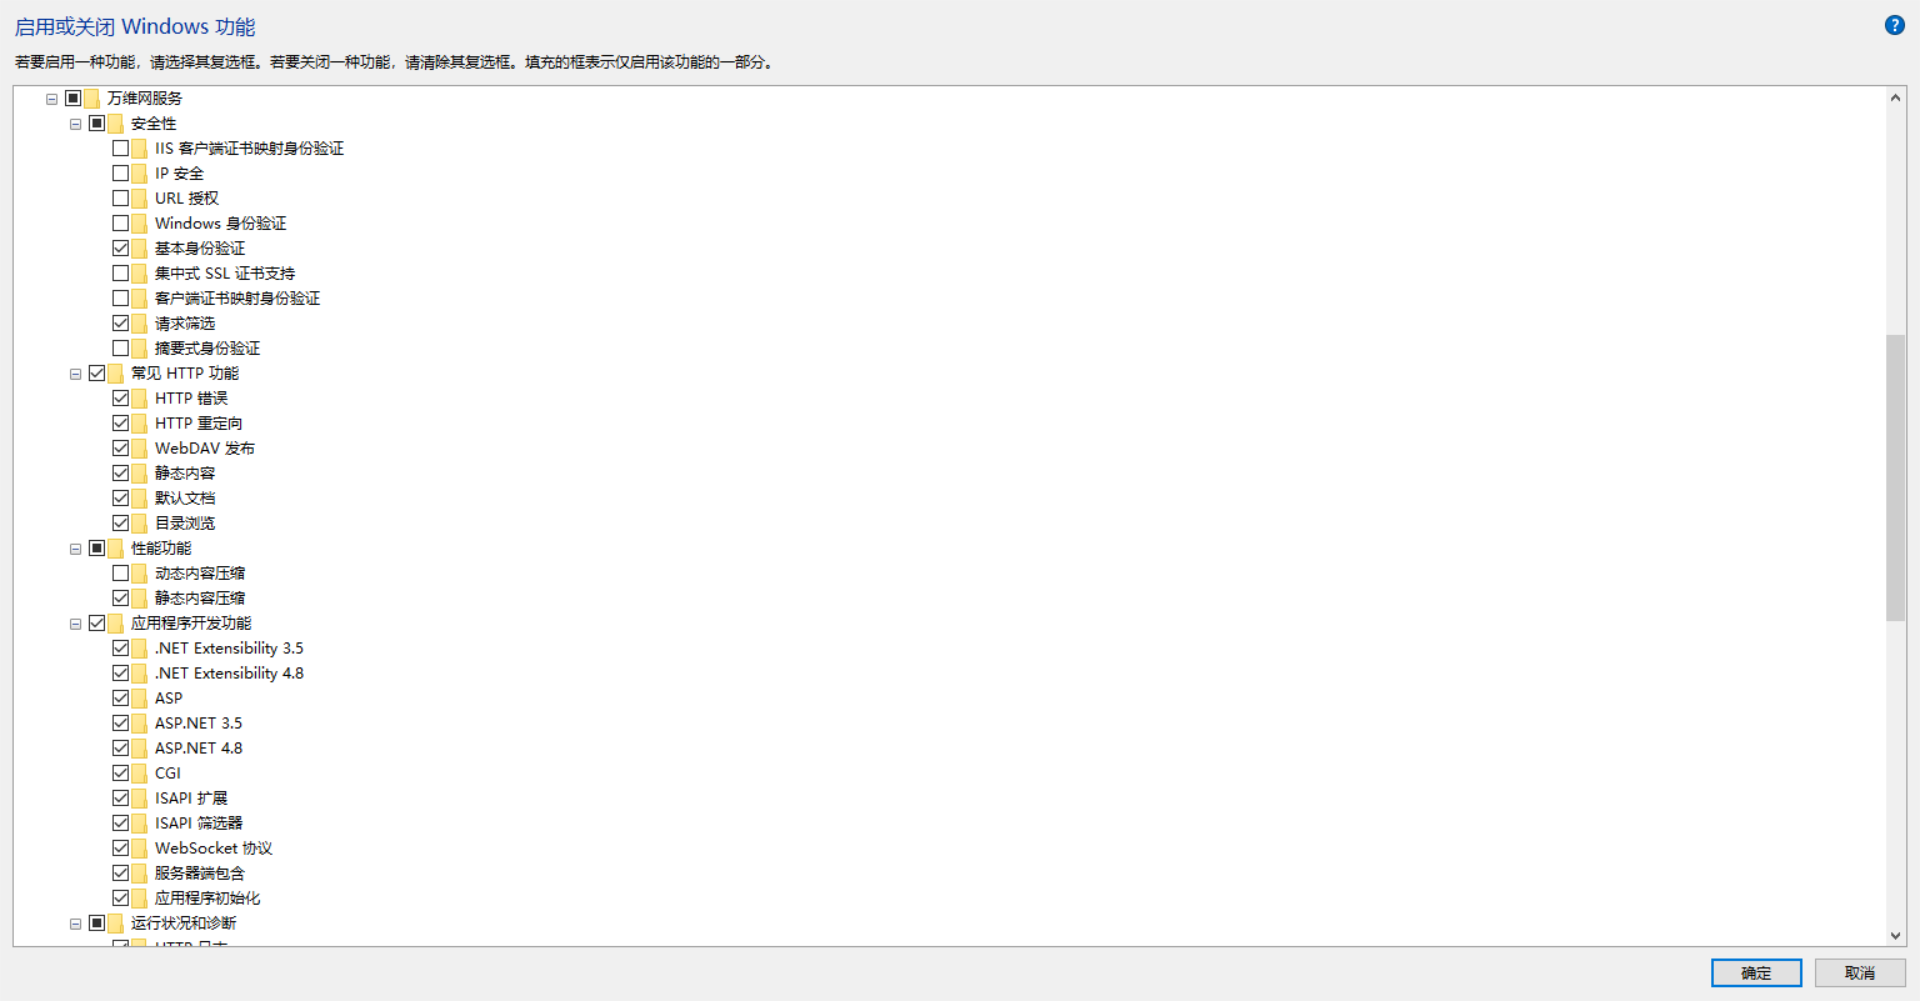 启用或关闭 Windows 功能
若要启用一种功能，请选择其复选框。若要关闭一种功能，请清除其复选框。填充的框表示仅启用该功能的一部分。
万维网服务
安全性
IIS 客户端证书映射身份验证
IP 安全
URL 授权
Windows 身份验证
基本身份验证
集中式 SSL 证书支持
客户端证书映射身份验证
请求筛选
摘要式身份验证
常见 HTTP 功能
HTTP 错误
HTTP 重定向
WebDAV 发布
静态内容
默认文档
目录浏览
性能功能
动态内容压缩
静态内容压缩
应用程序开发功能
.NET Extensibility 3.5
.NET Extensibility 4.8
ASP
ASP.NET 3.5
ASP.NET 4.8
CGI
ISAPI 扩展
ISAPI 筛选器
WebSocket 协议
服务器端包含
应用程序初始化
运行状况和诊断
HTTP 日志
确定 取消